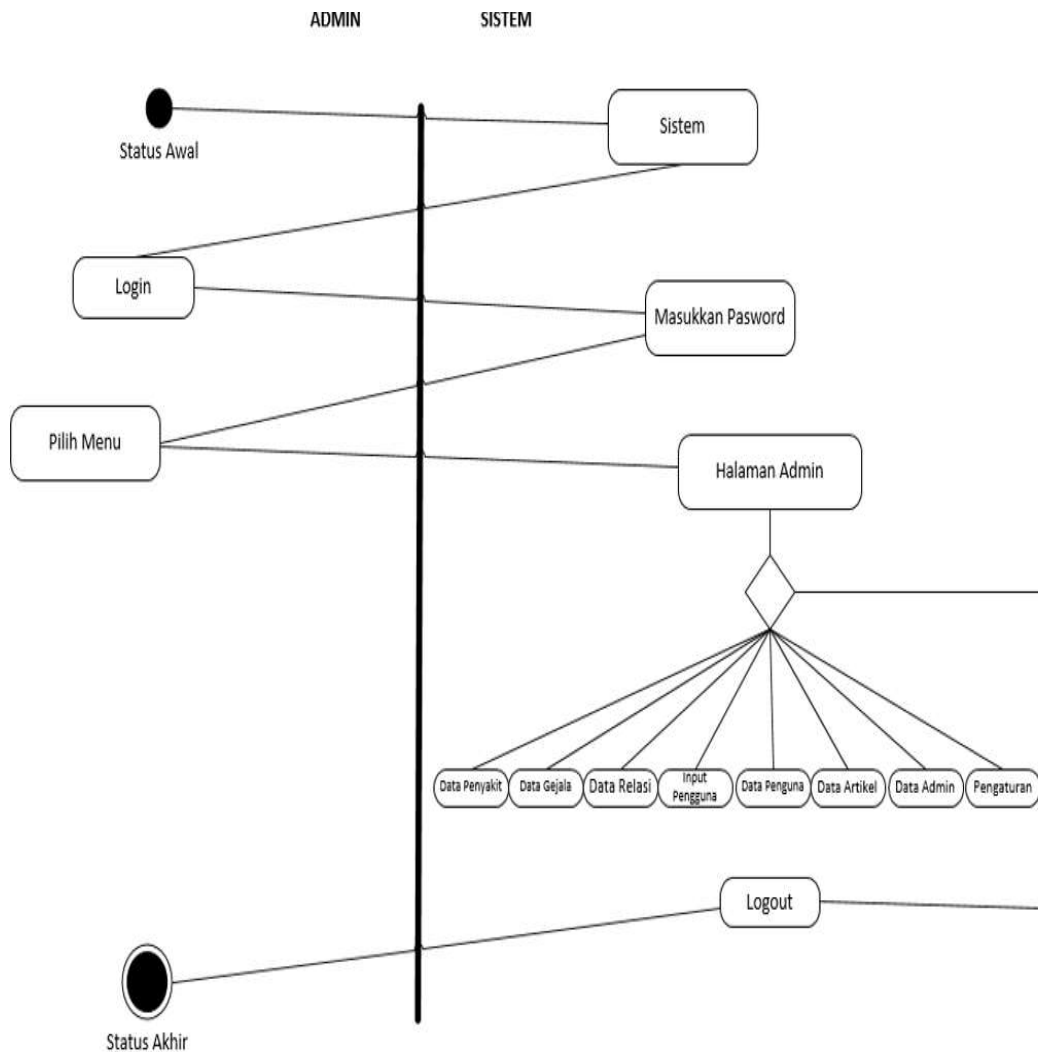 ADMIN
SISTEM
Sistem
Status Awal
Login
Masukkan Pasword
Pilih Menu
Halaman Admin
Data Penyakit
Data Gejala
Data Relasi
Input
Pengguna
Data Penguna
Data Artikel
Data Admin
Pengaturan
Logout
Status Akhir